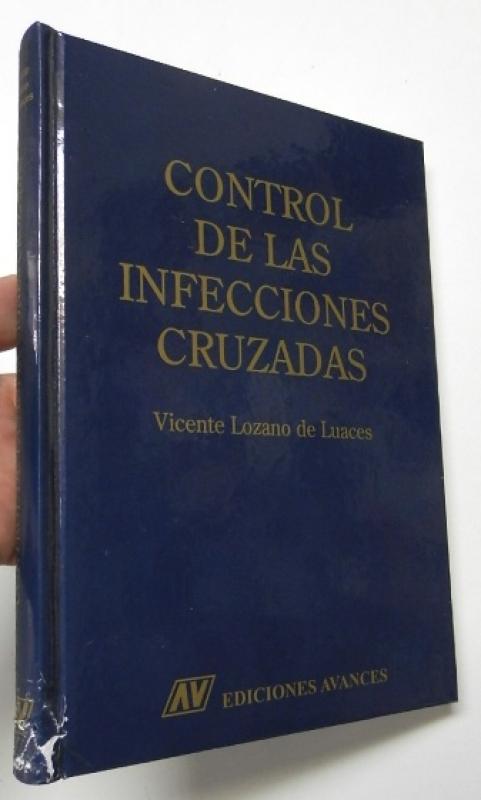 CONTROL
DE LAS
INFECCIONES
CRUZADAS
Vicente Lozano de Luaces
AV EDICIONES AVANCES